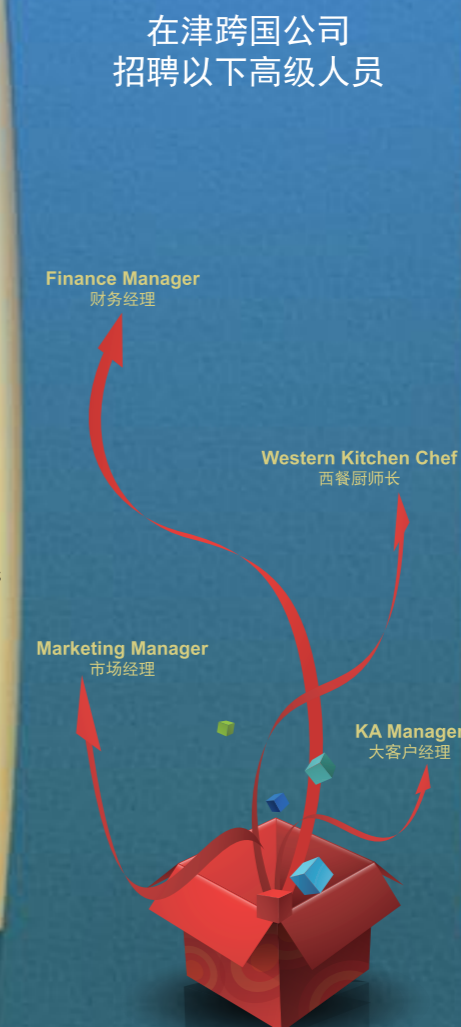 在津跨国公司
招聘以下高级人员
Finance Manager
财务经理
Western Kitchen Chef
西餐厨师长
Marketing Manager
市场经理
KA Manager
大客户经理